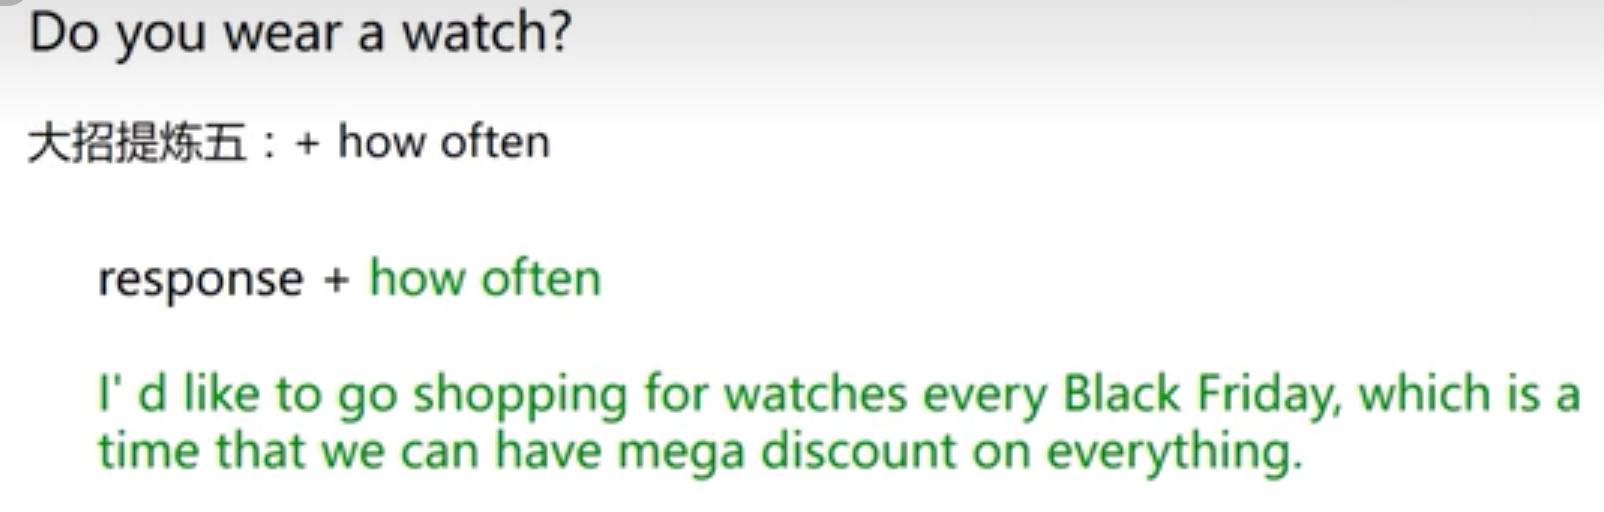 Do you wear a watch?
大招提炼五：+ how often
response + how often
I' d like to go shopping for watches every Black Friday, which is a
time that we can have mega discount on everything.